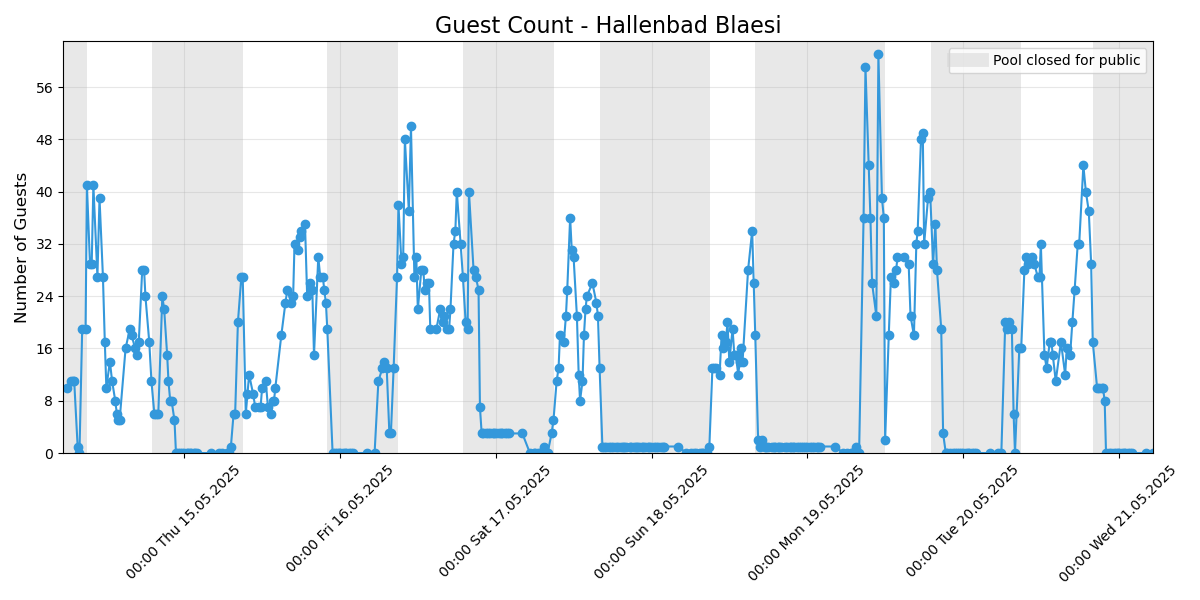 Guest Count - Hallenbad Blaesi
Pool closed for public
Number of Guests
56
48
40
32
24
16
8
0
00:00 Thu 15.05.2025
00:00 Fri 16.05.2025
00:00 Sat 17.05.2025
00:00 Sun 18.05.2025
00:00 Mon 19.05.2025
00:00 Tue 20.05.2025
00:00 Wed 21.05.2025